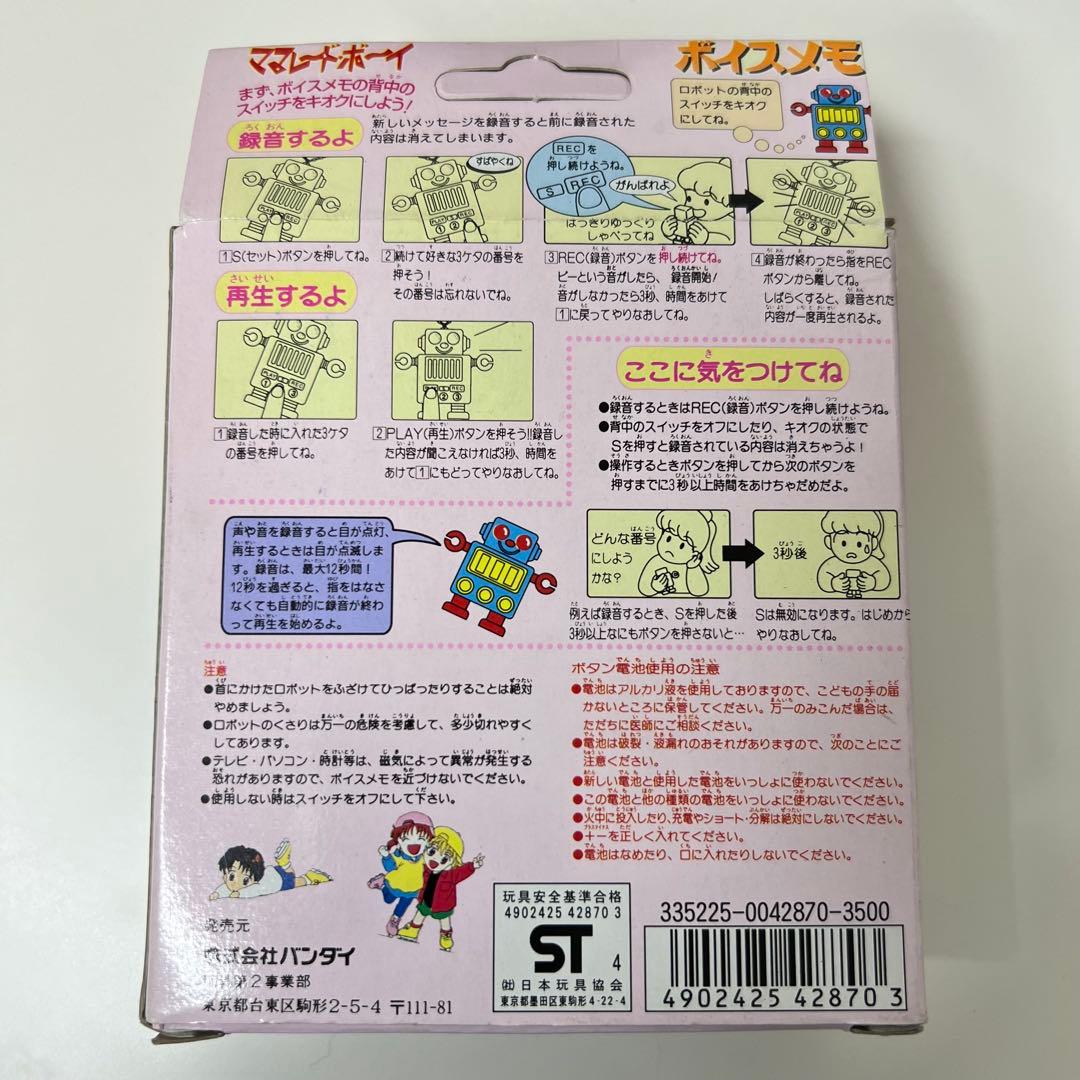 ママレード・ボーイ
ボイスメモ
まず、ボイスメモの背中の
スイッチをキオクにしよう!
ロボットの背中の
スイッチをキオク
にしてね。
録音するよ
新しいメッセージを録音すると前に録音された
内容は消えてしまいます。
すばやくね
RECを
押し続けようね。
S REC
がんばれよ
はっきりゆっくり
しゃべってね
1S(セット)ボタンを押してね。
2続けて好きな3ケタの番号を
押そう!
その番号は忘れないでね。
3REC(録音)ボタンを押し続けてね。
ピーという音がしたら、録音開始!
音がしなかったら3秒、時間をあけて
1に戻ってやりなおしてね。
4録音が終わったら指をREC
ボタンから離してね。
しばらくすると、録音された
内容が一度再生されるよ。
再生するよ
1録音した時に入れた3ケタ
の番号を押してね。
2PLAY(再生)ボタンを押そう!!録音し
た内容が聞こえなければ3秒、時間を
あけて1にもどってやりなおしてね。
ここに気をつけてね
●録音するときはREC(録音)ボタンを押し続けようね。
●背中のスイッチをオフにしたり、キオクの状態で
Sを押すと録音されている内容は消えちゃうよ!
●操作するときボタンを押してから次のボタンを
押すまでに3秒以上時間をあけちゃだめだよ。
声や音を録音すると目が点灯、
再生するときは目が点滅しま
す。録音は、最大12秒間!
12秒を過ぎると、指をはなさ
なくても自動的に録音が終わ
って再生を始めるよ。
どんな番号
にしよう
かな?
3秒後
例えば録音するとき、Sを押した後
3秒以上なにもボタンを押さないと…
Sは無効になります。はじめから
やりなおしてね。
注意
●首にかけたロボットをふざけてひっぱったりすることは絶対
やめましょう。
●ロボットのくさりは万一の危険を考慮して、多少切れやすく
してあります。
●テレビ・パソコン・時計等は、磁気によって異常が発生する
恐れがありますので、ボイスメモを近づけないでください。
●使用しない時はスイッチをオフにして下さい。
ボタン電池使用の注意
●電池はアルカリ液を使用しておりますので、こどもの手の届
かないところに保管してください。万一のみこんだ場合は、
ただちに医師にご相談ください。
●電池は破裂・液漏れのおそれがありますので、次のことにご
注意ください。
●新しい電池と使用した電池をいっしょに使わないでください。
●この電池と他の種類の電池をいっしょに使わないでください。
●火中に投入したり、充電やショート・分解は絶対にしないでください。
●+-を正しく入れてください。
●電池はなめたり、口に入れたりしないでください。
発売元
株式会社バンダイ
第2事業部
東京都台東区駒形2-5-4 〒111-81
玩具安全基準合格
4902425 42870 3
ST 4
(社)日本玩具協会
東京都墨田区東駒形4-22-4
335225-0042870-3500
4902425 428703